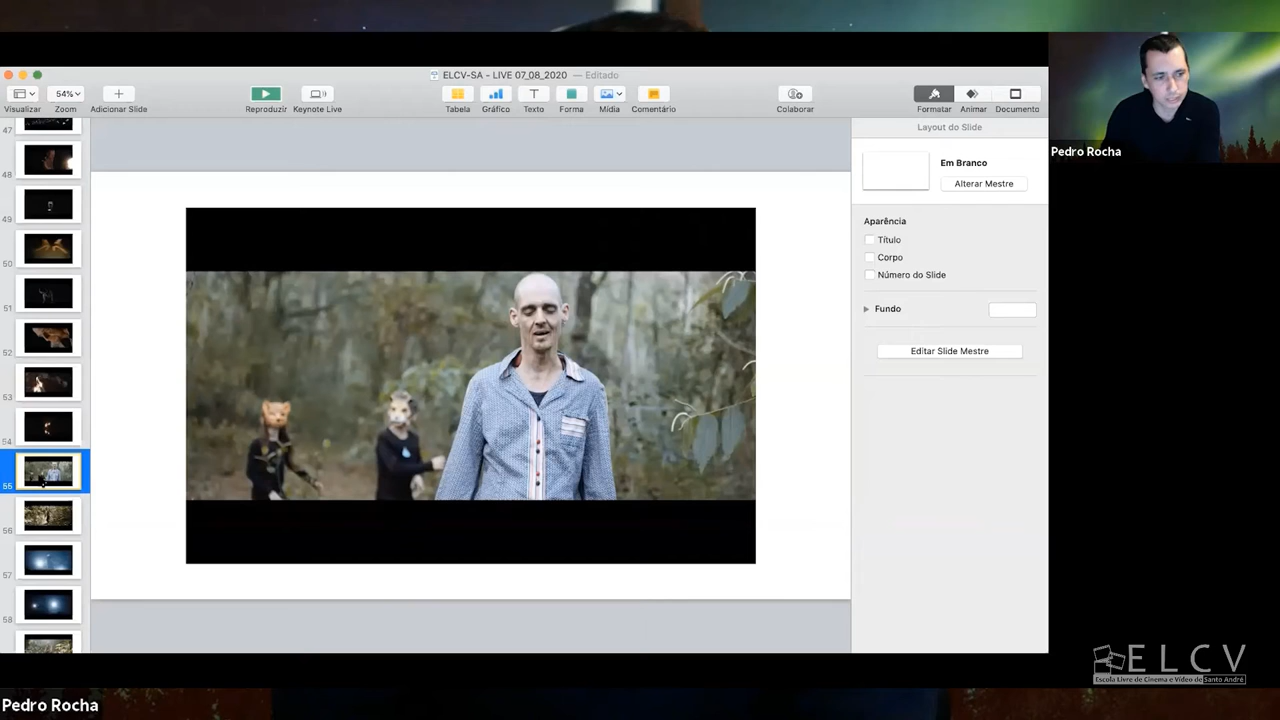 ELCV-SA - LIVE 07_08_2020 — Editado
54%
Visualizar
Zoom
Adicionar Slide
Reproduzir
Keynote Live
Tabela
Gráfico
Texto
Forma
Mídia
Comentário
Colaborar
Formatar
Animar
Documento
Pedro Rocha
Layout do Slide
Em Branco
Alterar Mestre
Aparência
Título
Corpo
Número do Slide
Fundo
Editar Slide Mestre
47
48
49
50
51
52
53
54
55
56
57
58
ELCV
Escola Livre de Cinema e Vídeo de Santo André
Pedro Rocha